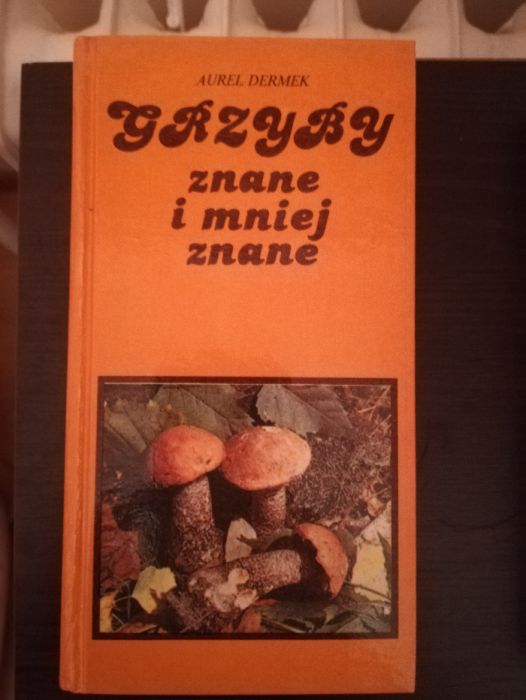 AUREL DERMEK
GRZYBY
znane
i mniej
znane